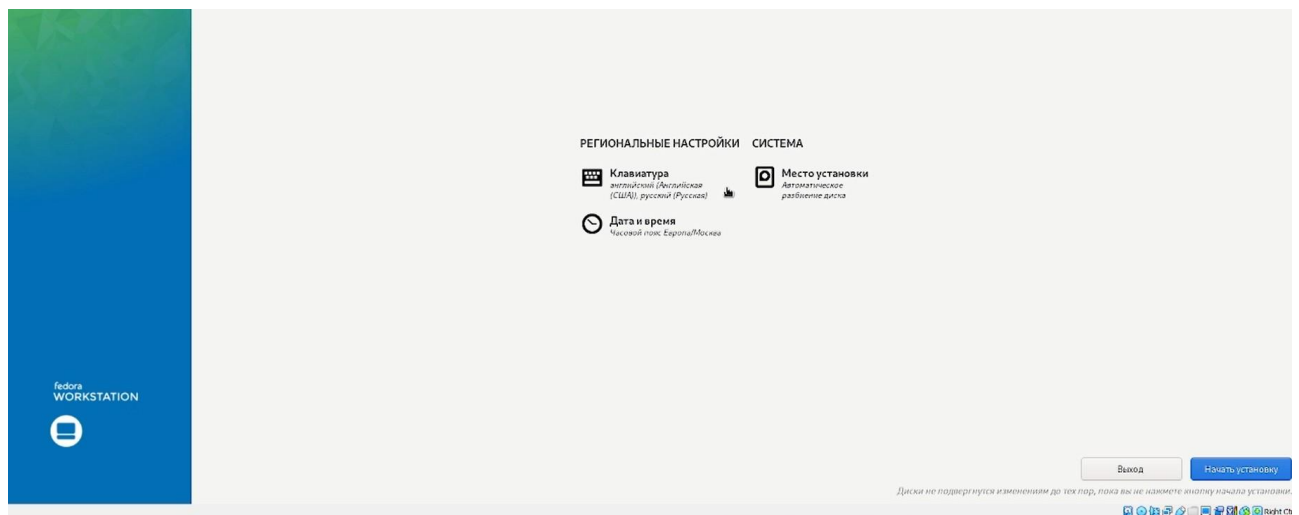 РЕГИОНАЛЬНЫЕ НАСТРОЙКИ
Клавиатура
английский (Английская
(США)), русский (Русская)
Дата и время
Часовой пояс Европа/Москва
СИСТЕМА
Место установки
Автоматическое
разбиение диска
fedora
WORKSTATION
Выход
Начать установку
Диски не подвергнутся изменениям до тех пор, пока вы не нажмете кнопку начала установки.
Right Ct